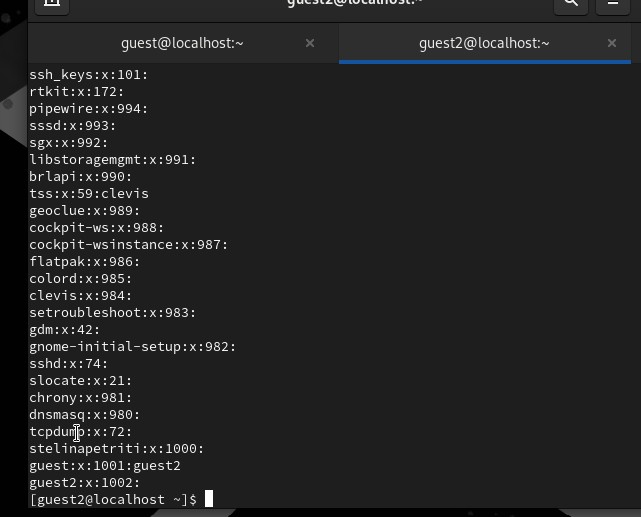 guest2@localhost:~
guest@localhost:~ ×
guest2@localhost:~ ×
ssh_keys:x:101:
rtkit:x:172:
pipewire:x:994:
sssd:x:993:
sgx:x:992:
libstoragemgmt:x:991:
brlapi:x:990:
tss:x:59:clevis
geoclue:x:989:
cockpit-ws:x:988:
cockpit-wsinstance:x:987:
flatpak:x:986:
colord:x:985:
clevis:x:984:
setroubleshoot:x:983:
gdm:x:42:
gnome-initial-setup:x:982:
sshd:x:74:
slocate:x:21:
chrony:x:981:
dnsmasq:x:980:
tcpdump:x:72:
stelinapetriti:x:1000:
guest:x:1001:guest2
guest2:x:1002:
[guest2@localhost ~]$